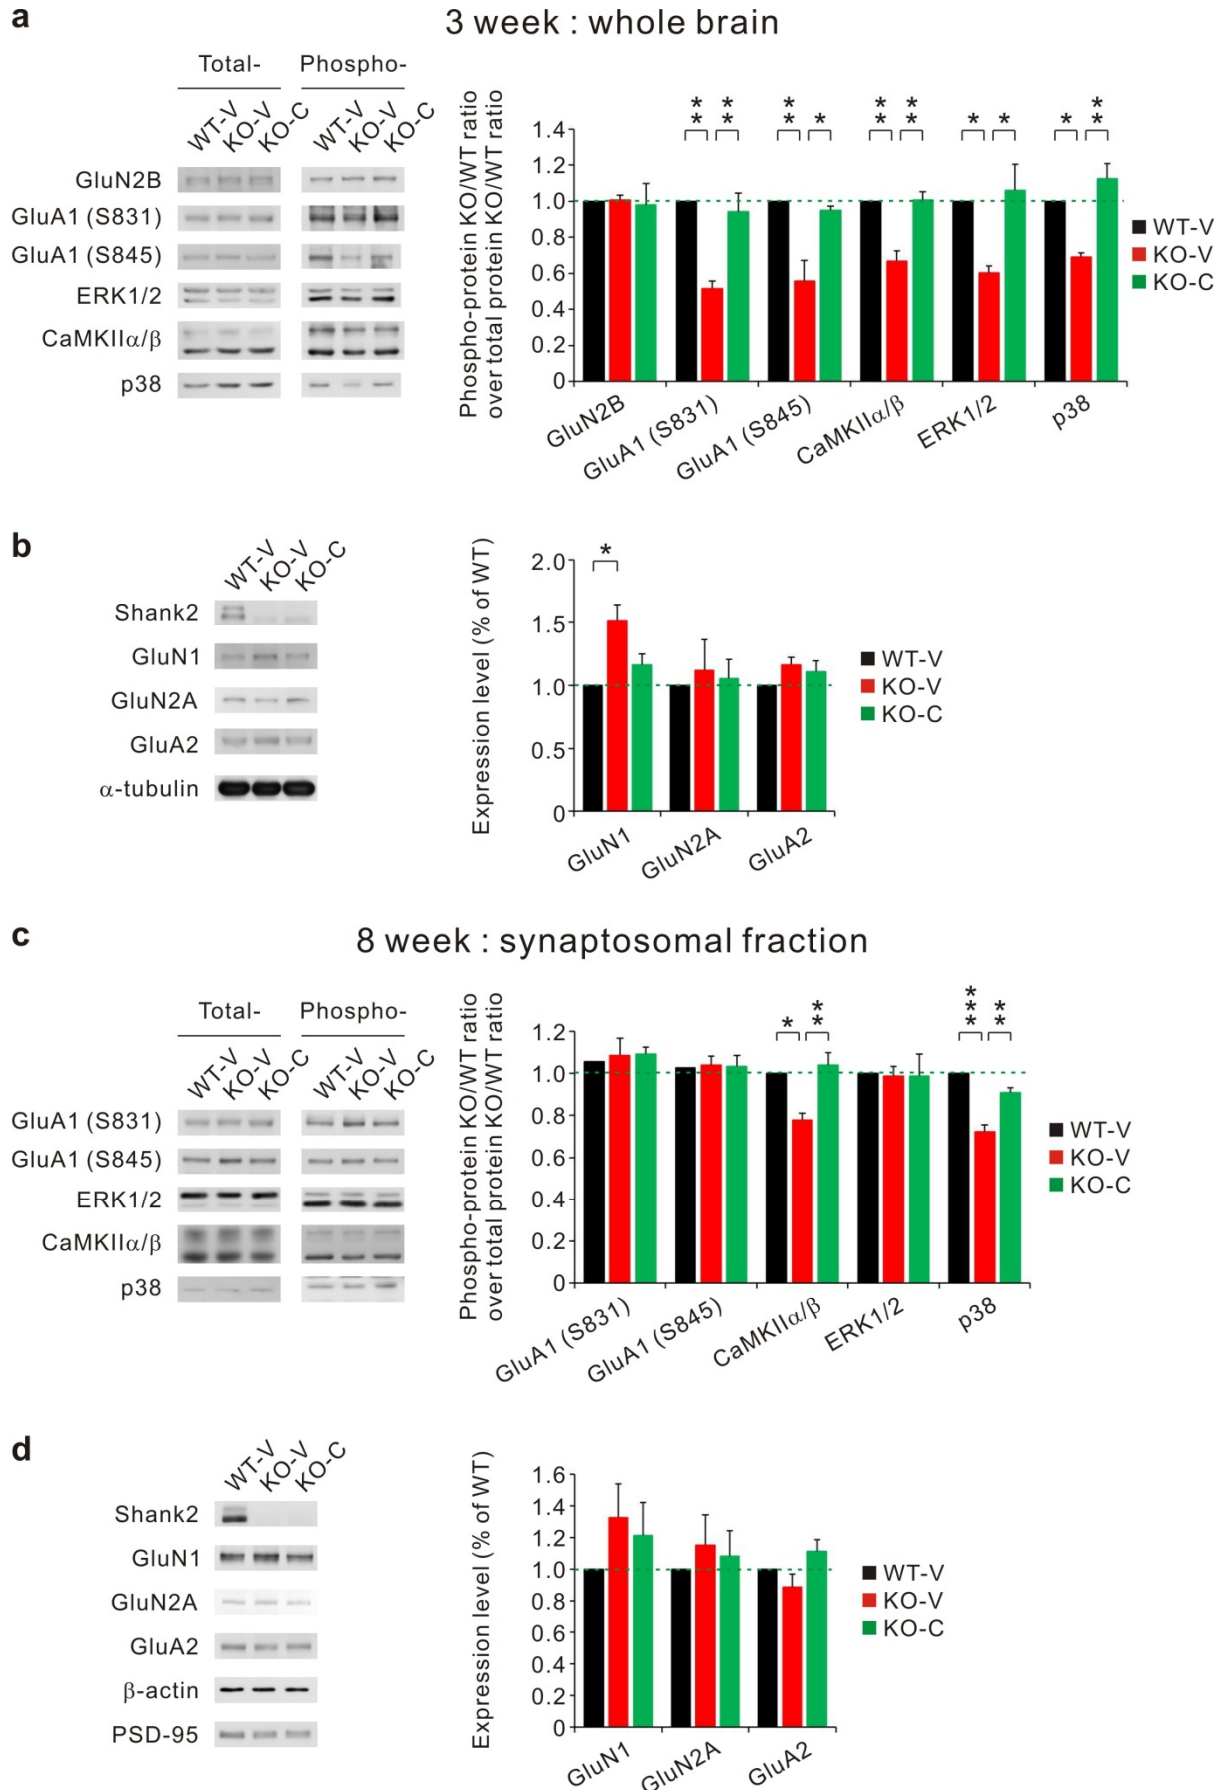 a
3 week : whole brain
Total-
Phospho-
WT-V
KO-V
KO-C
WT-V
KO-V
KO-C
GluN2B
GluA1 (S831)
GluA1 (S845)
ERK1/2
CaMKIIα/β
p38
Phospho-protein KO/WT ratio
over total protein KO/WT ratio
** ** ** * ** ** * * * **
1.4
1.2
1.0
0.8
0.6
0.4
0.2
0
GluN2B
GluA1 (S831)
GluA1 (S845)
CaMKIIα/β
ERK1/2
p38
WT-V
KO-V
KO-C
b
WT-V
KO-V
KO-C
Shank2
GluN1
GluN2A
GluA2
α-tubulin
Expression level (% of WT)
*
2.0
1.5
1.0
0.5
0
GluN1
GluN2A
GluA2
WT-V
KO-V
KO-C
c
8 week : synaptosomal fraction
Total-
Phospho-
WT-V
KO-V
KO-C
WT-V
KO-V
KO-C
GluA1 (S831)
GluA1 (S845)
ERK1/2
CaMKIIα/β
p38
Phospho-protein KO/WT ratio
over total protein KO/WT ratio
* ** *** **
1.2
1.0
0.8
0.6
0.4
0.2
0
GluA1 (S831)
GluA1 (S845)
CaMKIIα/β
ERK1/2
p38
WT-V
KO-V
KO-C
d
WT-V
KO-V
KO-C
Shank2
GluN1
GluN2A
GluA2
β-actin
PSD-95
Expression level (% of WT)
1.6
1.4
1.2
1.0
0.8
0.6
0.4
0.2
0
GluN1
GluN2A
GluA2
WT-V
KO-V
KO-C